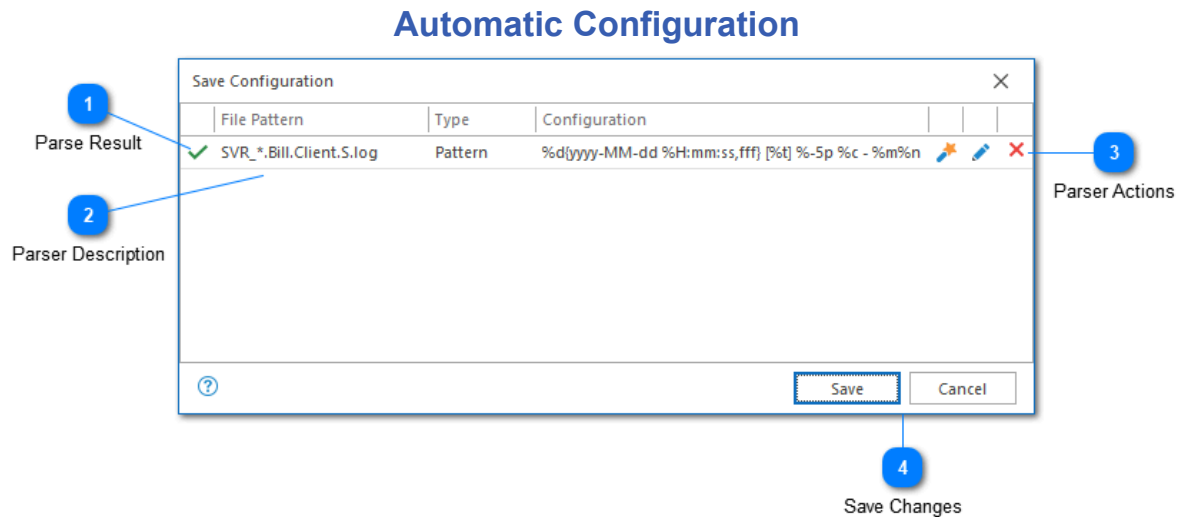 Automatic Configuration
Save Configuration
File Pattern Type Configuration
SVR_*.Bill.Client.S.log Pattern %d{yyyy-MM-dd %H:mm:ss,fff} [%t] %-5p %c - %m%n
1
Parse Result
2
Parser Description
3
Parser Actions
?
Save Cancel
4
Save Changes